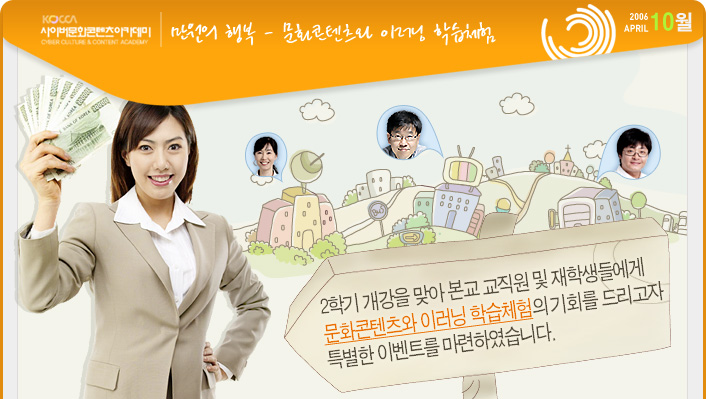 KOCCA
사이버문화콘텐츠아카데미
CYBER CULTURE & CONTENT ACADEMY
만원의 행복 - 문화콘텐츠와 이러닝 학습체험
2006
APRIL
10월
2학기 개강을 맞아 본교 교직원 및 재학생들에게
문화콘텐츠와 이러닝 학습체험의 기회를 드리고자
특별한 이벤트를 마련하였습니다.